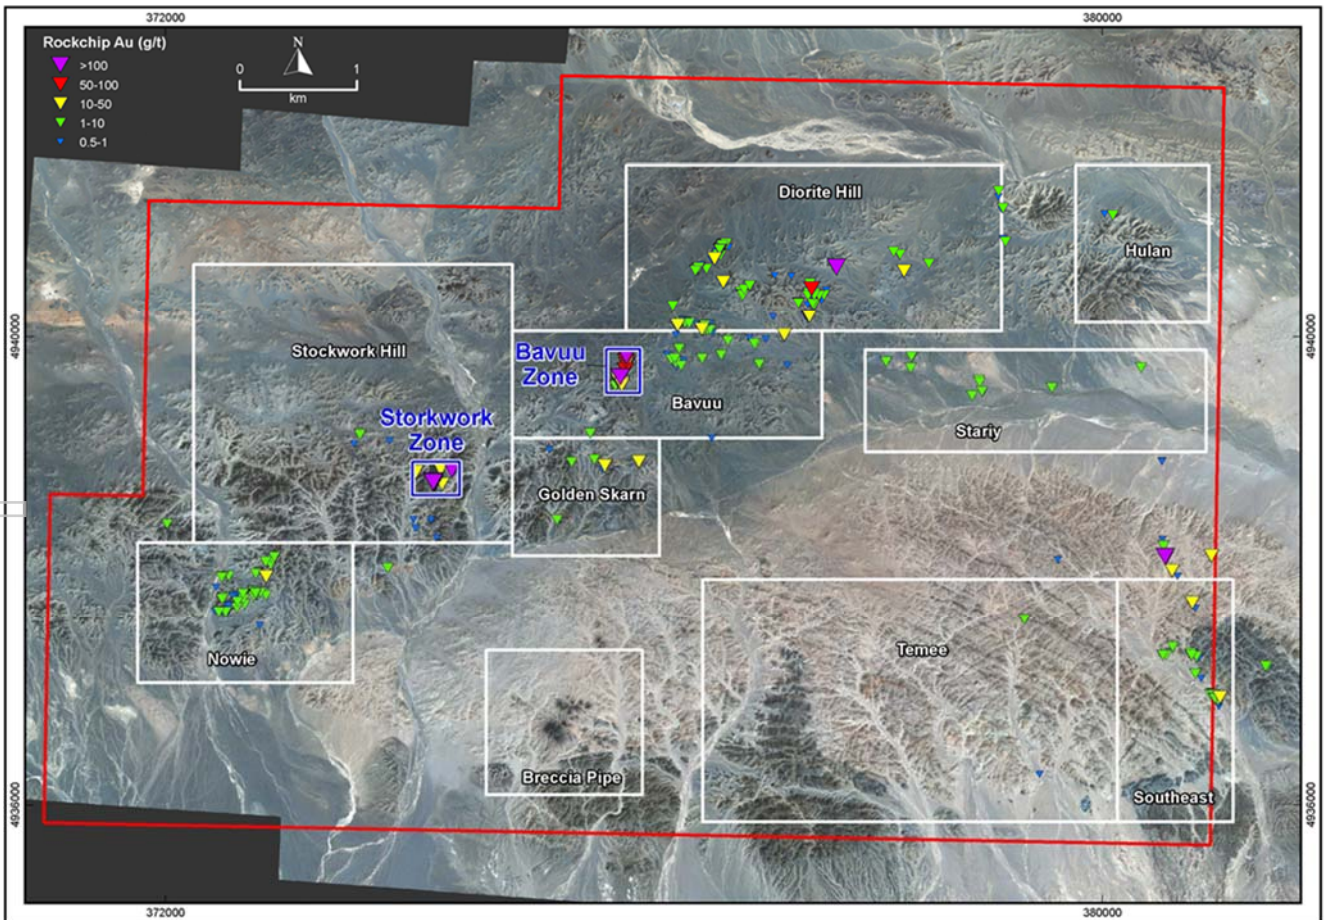 372000
380000
Rockchip Au (g/t)
>100
50-100
10-50
1-10
0.5-1
N
0
1
km
Diorite Hill
Hulan
4940000
4940000
Stockwork Hill
Bavuu
Zone
Bavuu
Storkwork
Zone
Stariy
Golden Skarn
Nowie
Temee
Breccia Pipe
Southeast
4936000
4936000
372000
380000